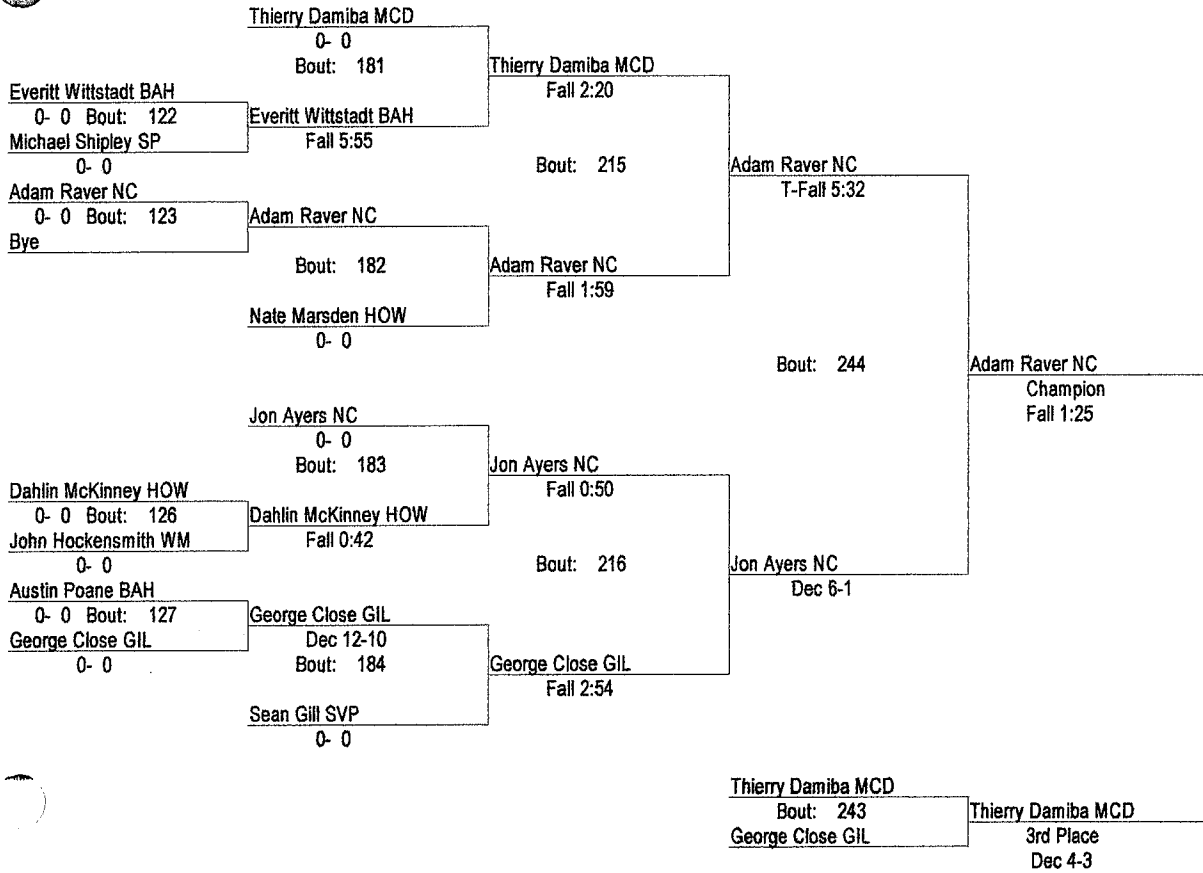 Thierry Damiba MCD
0- 0
Bout: 181
Thierry Damiba MCD
Fall 2:20
Everitt Wittstadt BAH
0- 0 Bout: 122
Everitt Wittstadt BAH
Michael Shipley SP
Fall 5:55
0- 0
Bout: 215
Adam Raver NC
T-Fall 5:32
Adam Raver NC
0- 0 Bout: 123
Adam Raver NC
Bye
Bout: 182
Adam Raver NC
Fall 1:59
Nate Marsden HOW
0- 0
Bout: 244
Adam Raver NC
Champion
Fall 1:25
Jon Ayers NC
0- 0
Bout: 183
Jon Ayers NC
Fall 0:50
Dahlin McKinney HOW
0- 0 Bout: 126
Dahlin McKinney HOW
John Hockensmith WM
Fall 0:42
0- 0
Bout: 216
Jon Ayers NC
Dec 6-1
Austin Poane BAH
0- 0 Bout: 127
George Close GIL
George Close GIL
Dec 12-10
0- 0
Bout: 184
George Close GIL
Fall 2:54
Sean Gill SVP
0- 0
Thierry Damiba MCD
Bout: 243
Thierry Damiba MCD
George Close GIL
3rd Place
Dec 4-3